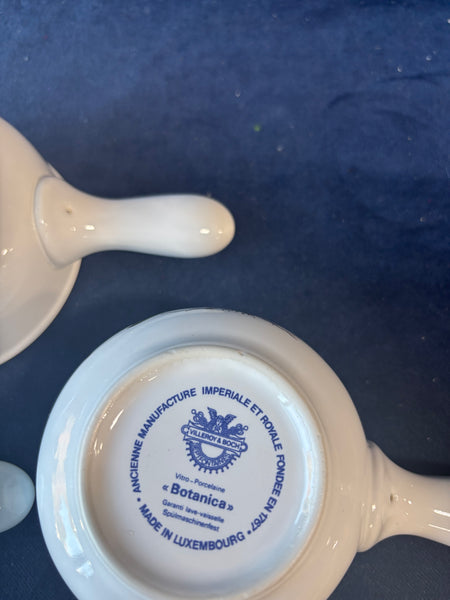 • ANCIENNE MANUFACTURE IMPERIALE ET ROYALE FONDEE EN 1767 •
VILLEROY & BOCH
Vitro-Porcelaine
«Botanica»
Garanti lave-vaisselle
Spülmaschinenfest
MADE IN LUXEMBOURG